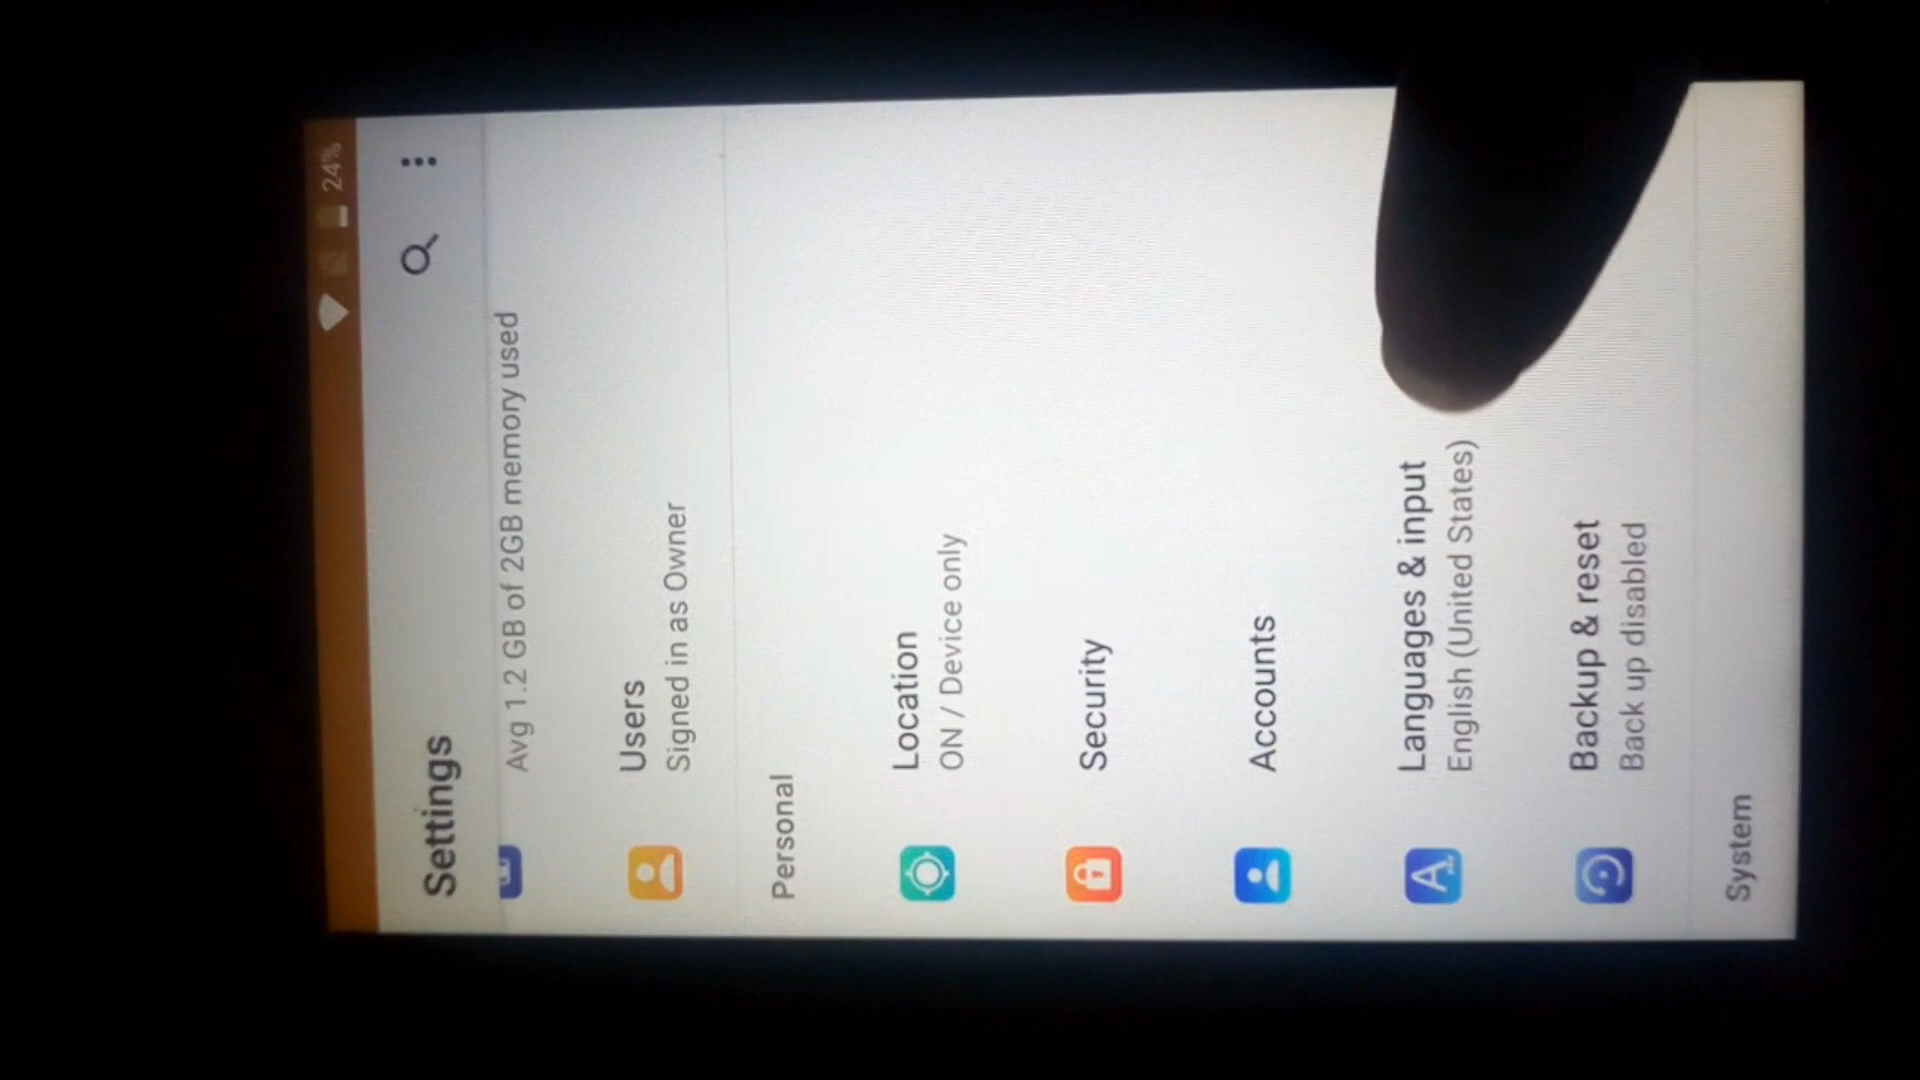 24%
Settings
Avg 1.2 GB of 2GB memory used
Users
Signed in as Owner
Personal
Location
ON / Device only
Security
Accounts
Languages & input
English (United States)
Backup & reset
Back up disabled
System